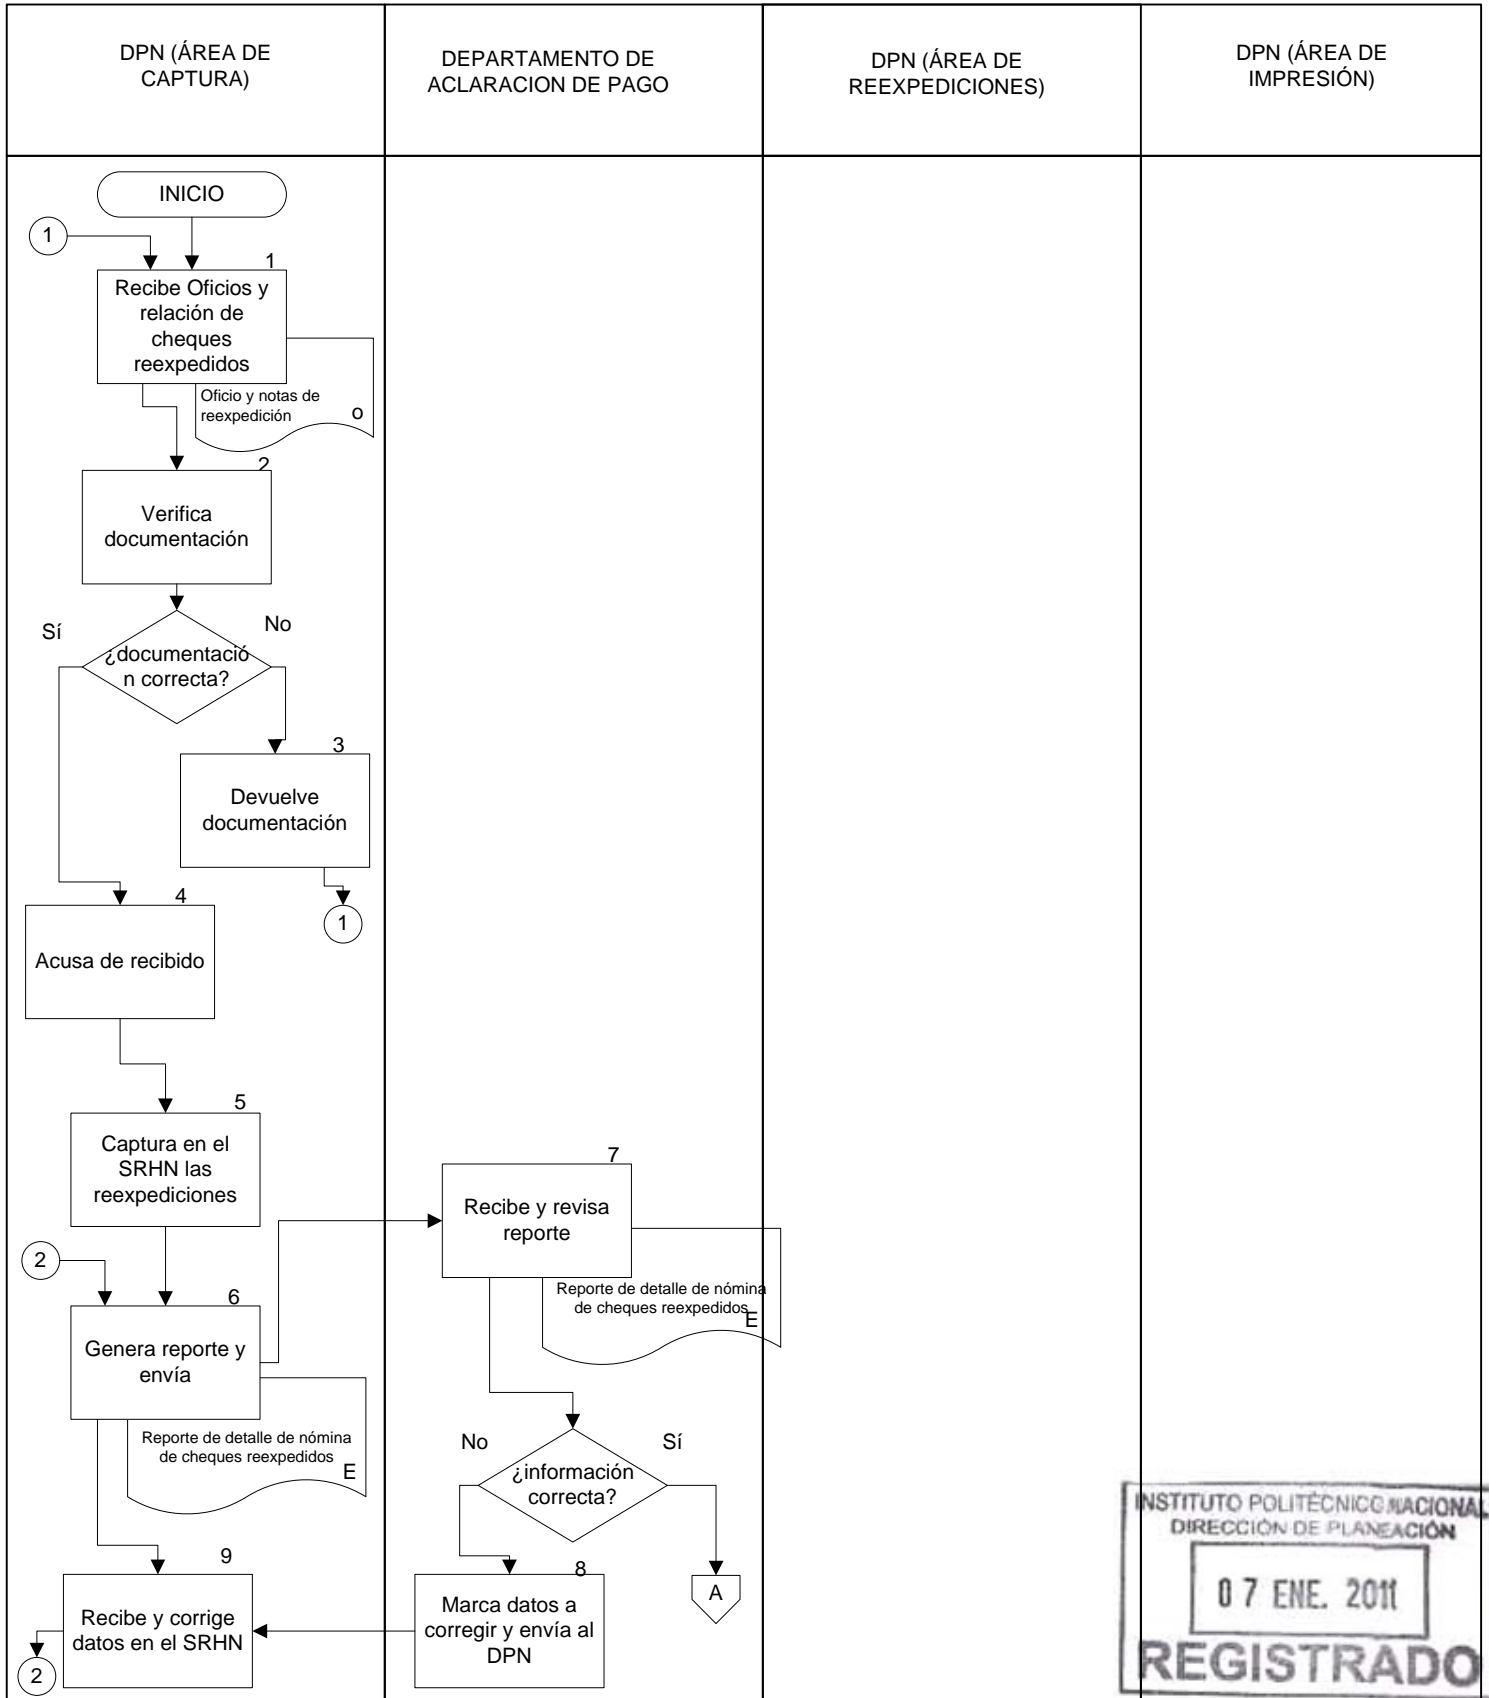 DPN (ÁREA DE
CAPTURA)
DEPARTAMENTO DE
ACLARACION DE PAGO
DPN (ÁREA DE
REEXPEDICIONES)
DPN (ÁREA DE
IMPRESIÓN)
INICIO
1
1
Recibe Oficios y
relación de
cheques
reexpedidos
Oficio y notas de
reexpedición
o
2
Verifica
documentación
Sí
No
¿documentació
n correcta?
3
Devuelve
documentación
1
4
Acusa de recibido
5
Captura en el
SRHN las
reexpediciones
7
Recibe y revisa
reporte
Reporte de detalle de nómina
de cheques reexpedidos
E
2
6
Genera reporte y
envía
Reporte de detalle de nómina
de cheques reexpedidos
E
No
Sí
¿información
correcta?
9
Recibe y corrige
datos en el SRHN
2
8
Marca datos a
corregir y envía al
DPN
A
INSTITUTO POLITÉCNICO NACIONAL
DIRECCIÓN DE PLANEACIÓN
07 ENE. 2011
REGISTRADO